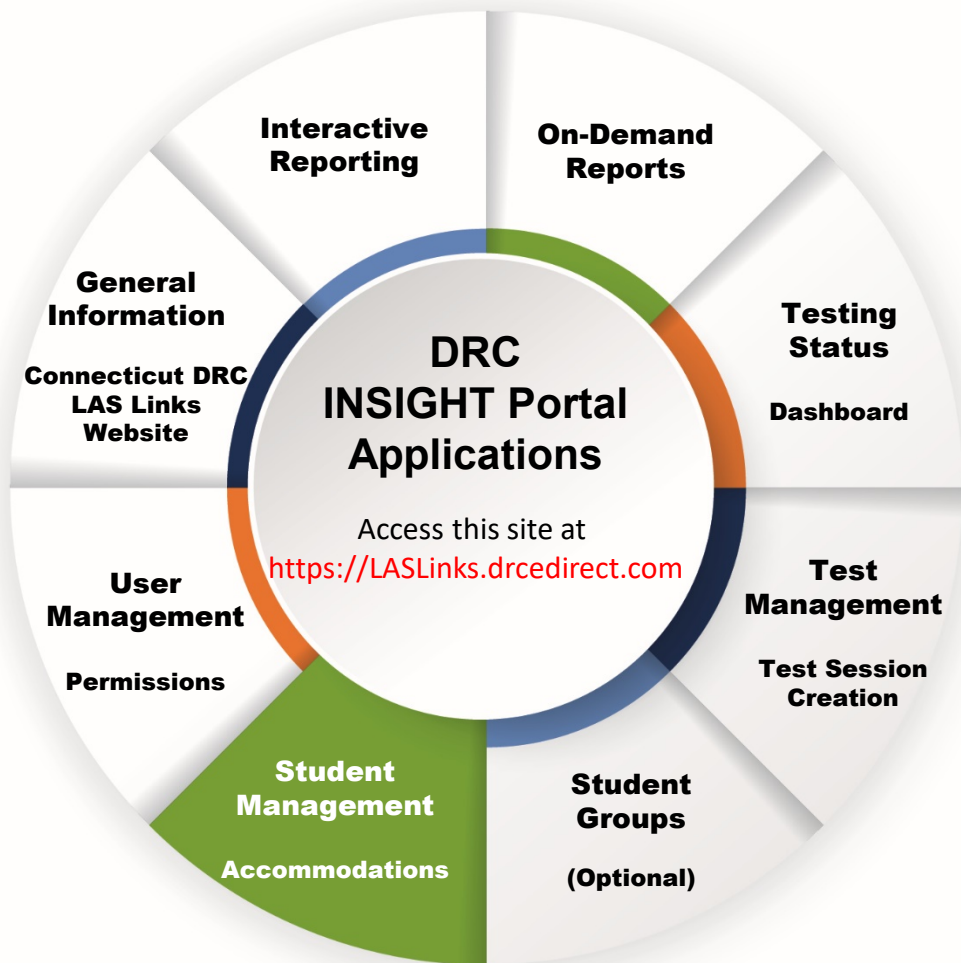 Interactive
Reporting
On-Demand
Reports
General
Information
Connecticut DRC
LAS Links
Website
Testing
Status
Dashboard
DRC
INSIGHT Portal
Applications
Access this site at
https://LASLinks.drcedirect.com
User
Management
Permissions
Test
Management
Test Session
Creation
Student
Management
Accommodations
Student
Groups
(Optional)